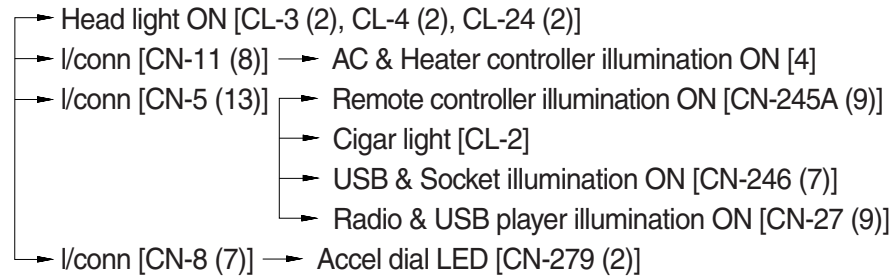 Head light ON [CL-3 (2), CL-4 (2), CL-24 (2)]
I/conn [CN-11 (8)] → AC & Heater controller illumination ON [4]
I/conn [CN-5 (13)] → Remote controller illumination ON [CN-245A (9)]
Cigar light [CL-2]
USB & Socket illumination ON [CN-246 (7)]
Radio & USB player illumination ON [CN-27 (9)]
I/conn [CN-8 (7)] → Accel dial LED [CN-279 (2)]